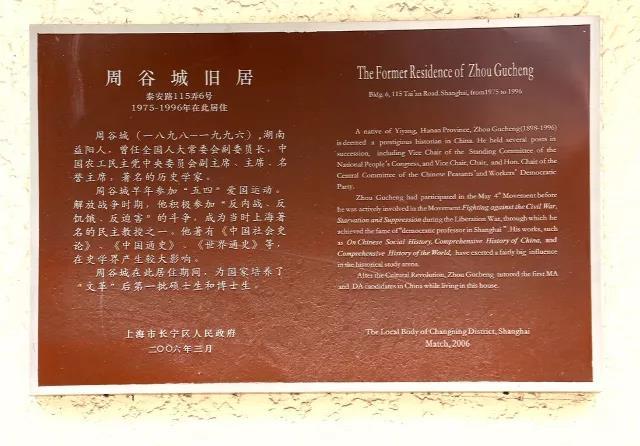 周谷城旧居
泰安路115弄6号
1975-1996年在此居住
周谷城（一八九八—一九九六），湖南
益阳人，曾任全国人大常委会副委员长，中
国农工民主党中央委员会副主席、主席、名
誉主席，著名的历史学家。
周谷城早年参加“五四”爱国运动。
解放战争时期，他积极参加“反内战、反
饥饿、反迫害”的斗争，成为当时上海著
名的民主教授之一。他著有《中国社会史
论》、《中国通史》、《世界通史》等，
在史学界产生较大影响。
周谷城在此居住期间，为国家培养了
“文革”后第一批硕士生和博士生。
上海市长宁区人民政府
二〇〇六年三月
The Former Residence of Zhou Gucheng
Bldg. 6, 115 Tai'an Road. Shanghai, from1975 to 1996
A native of Yiyang, Hunan Province, Zhou Gucheng(1898-1996)
is deemed a prestigious historian in China. He held several posts in
succession, including Vice Chair of the Standing Committee of the
National People's Congress, and Vice Chair, Chair, and Hon. Chair of the
Central Committee of the Chinese Peasants' and Workers' Democratic
Party.
Zhou Gucheng had participated in the May 4th Movement before
he was actively involved in the Movement Fighting against the Civil War,
Starvation and Suppression during the Liberation War, through which he
achieved the fame of "democratic professor in Shanghai". His works, such
as On Chinese Social History, Comprehensive History of China, and
Comprehensive History of the World, have exerted a fairly big influence
in the historical study arena.
After the Cultural Revolution, Zhou Gucheng tutored the first MA
and DA candidates in China while living in this house.
The Local Body of Changning District, Shanghai
Match, 2006